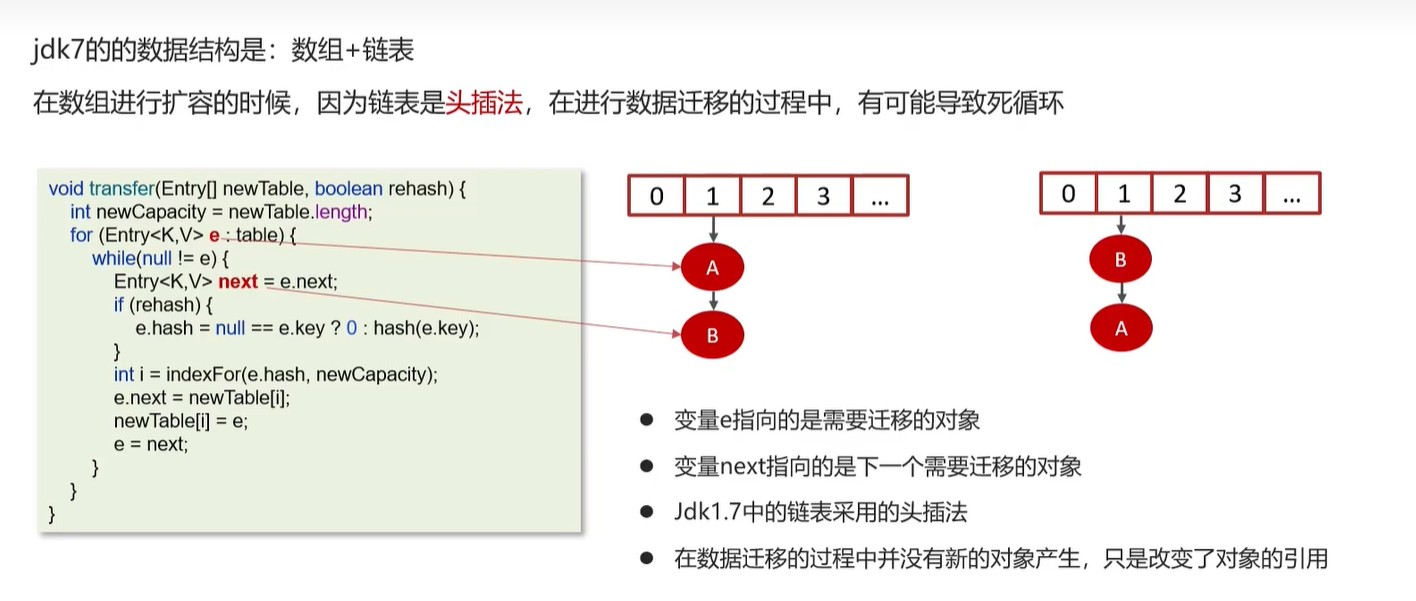 jdk7的的数据结构是：数组+链表
在数组进行扩容的时候，因为链表是头插法，在进行数据迁移的过程中，有可能导致死循环
void transfer(Entry[] newTable, boolean rehash) {
int newCapacity = newTable.length;
for (Entry<K,V> e : table) {
while(null != e) {
Entry<K,V> next = e.next;
if (rehash) {
e.hash = null == e.key ? 0 : hash(e.key);
}
int i = indexFor(e.hash, newCapacity);
e.next = newTable[i];
newTable[i] = e;
e = next;
}
}
}
0 1 2 3 ...
A
B
0 1 2 3 ...
B
A
● 变量e指向的是需要迁移的对象
● 变量next指向的是下一个需要迁移的对象
● Jdk1.7中的链表采用的头插法
● 在数据迁移的过程中并没有新的对象产生，只是改变了对象的引用